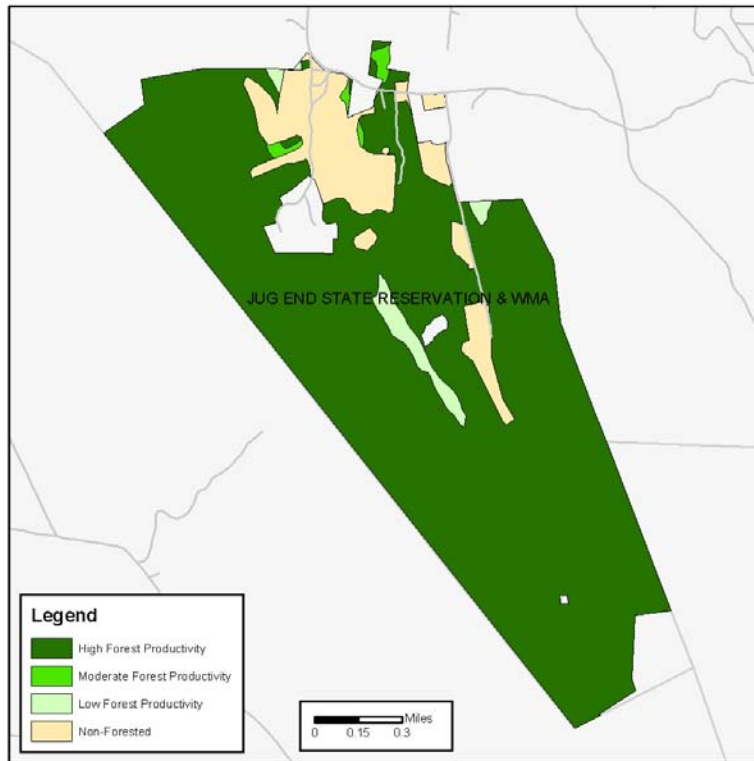 JUG END STATE RESERVATION & WMA
Legend
High Forest Productivity
Moderate Forest Productivity
Low Forest Productivity
Non-Forested
Miles
0 0.15 0.3